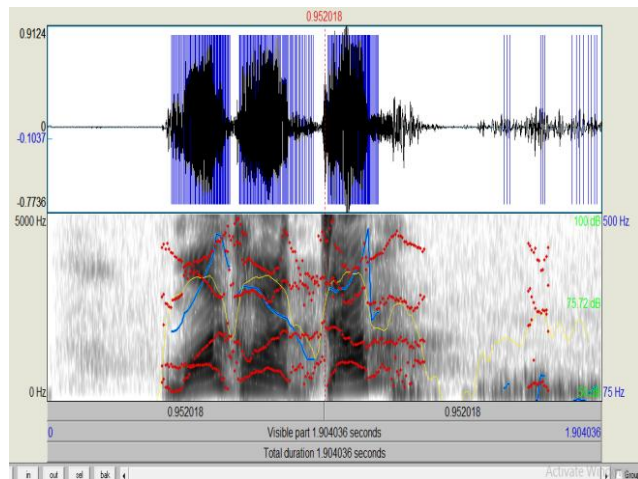 0.952018
0.9124
0
-0.1037
-0.7736
5000 Hz
100 dB
500 Hz
75.72 dB
0 Hz
75 Hz
0.952018
0.952018
0
Visible part 1.904036 seconds
1.904036
Total duration 1.904036 seconds
in
out
sel
bak
Activate Win
Group